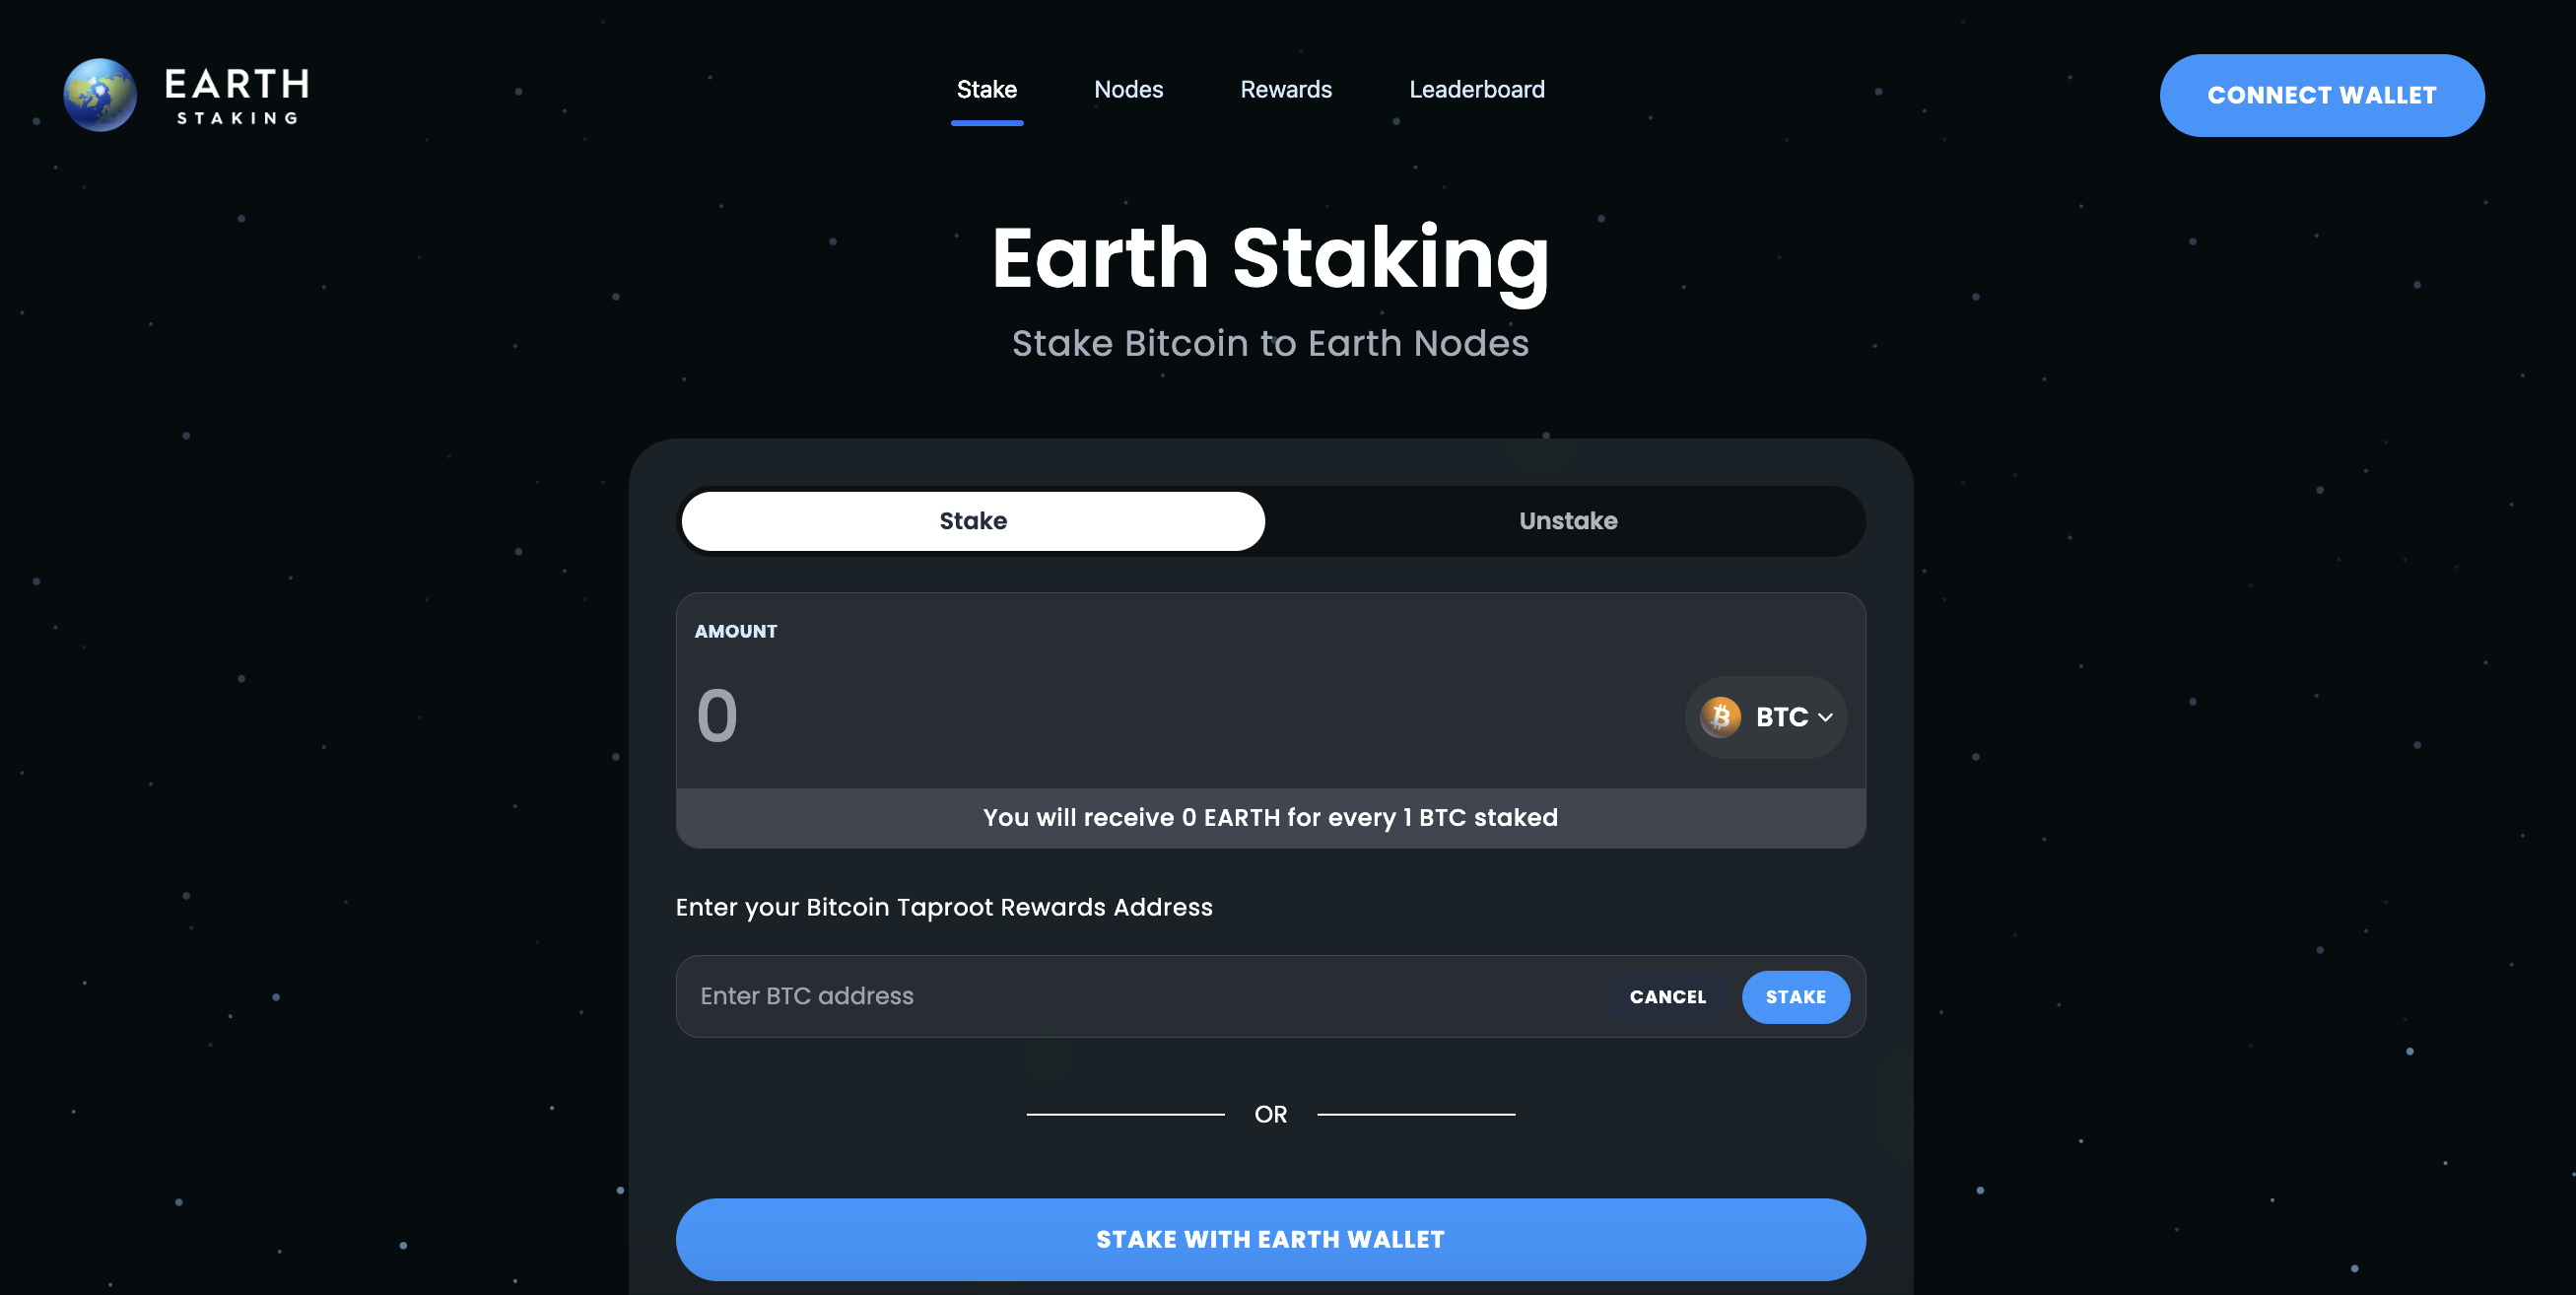 EARTH
STAKING
Stake
Nodes
Rewards
Leaderboard
CONNECT WALLET
Earth Staking
Stake Bitcoin to Earth Nodes
Stake
Unstake
AMOUNT
0
BTC
You will receive 0 EARTH for every 1 BTC staked
Enter your Bitcoin Taproot Rewards Address
Enter BTC address
CANCEL
STAKE
OR
STAKE WITH EARTH WALLET